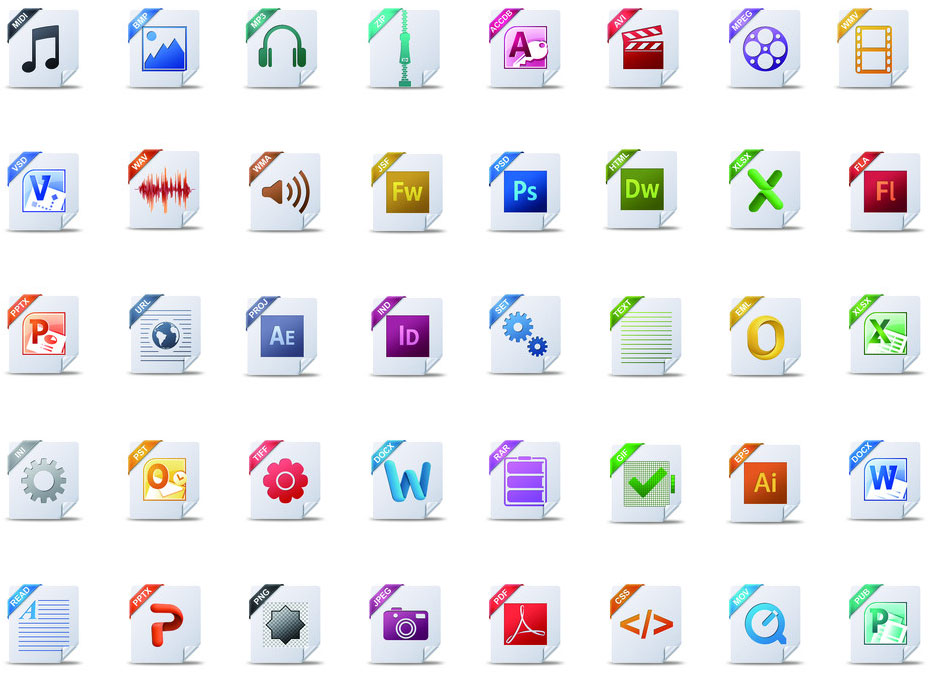 MIDI BMP MP3 ZIP ACCDB AVI MPEG WMV
A
VSD WAV WMA JSF PSD HTML XLSX FLA
V Fw Ps Dw X Fl
PPTX URL PROJ IND SET TEXT EML XLSX
P AE ID O X
INI PST TIFF DOCX RAR GIF EPS DOCX
O W Ai W
READ PPTX PNG JPEG PDF CSS MOV PUB
A P </> P